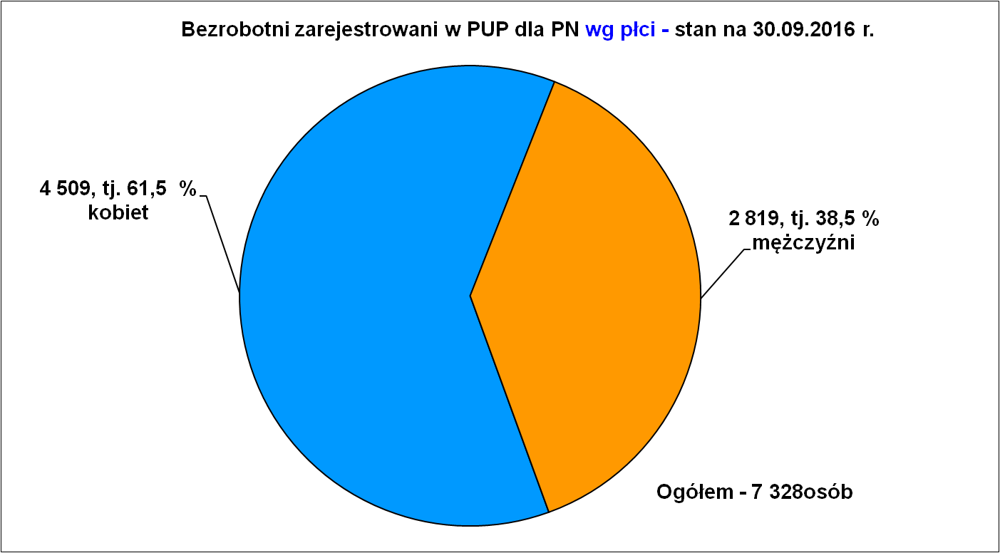 Bezrobotni zarejestrowani w PUP dla PN wg płci - stan na 30.09.2016 r.
4 509, tj. 61,5  %
kobiet
2 819, tj. 38,5 %
mężczyźni
Ogółem - 7 328osób